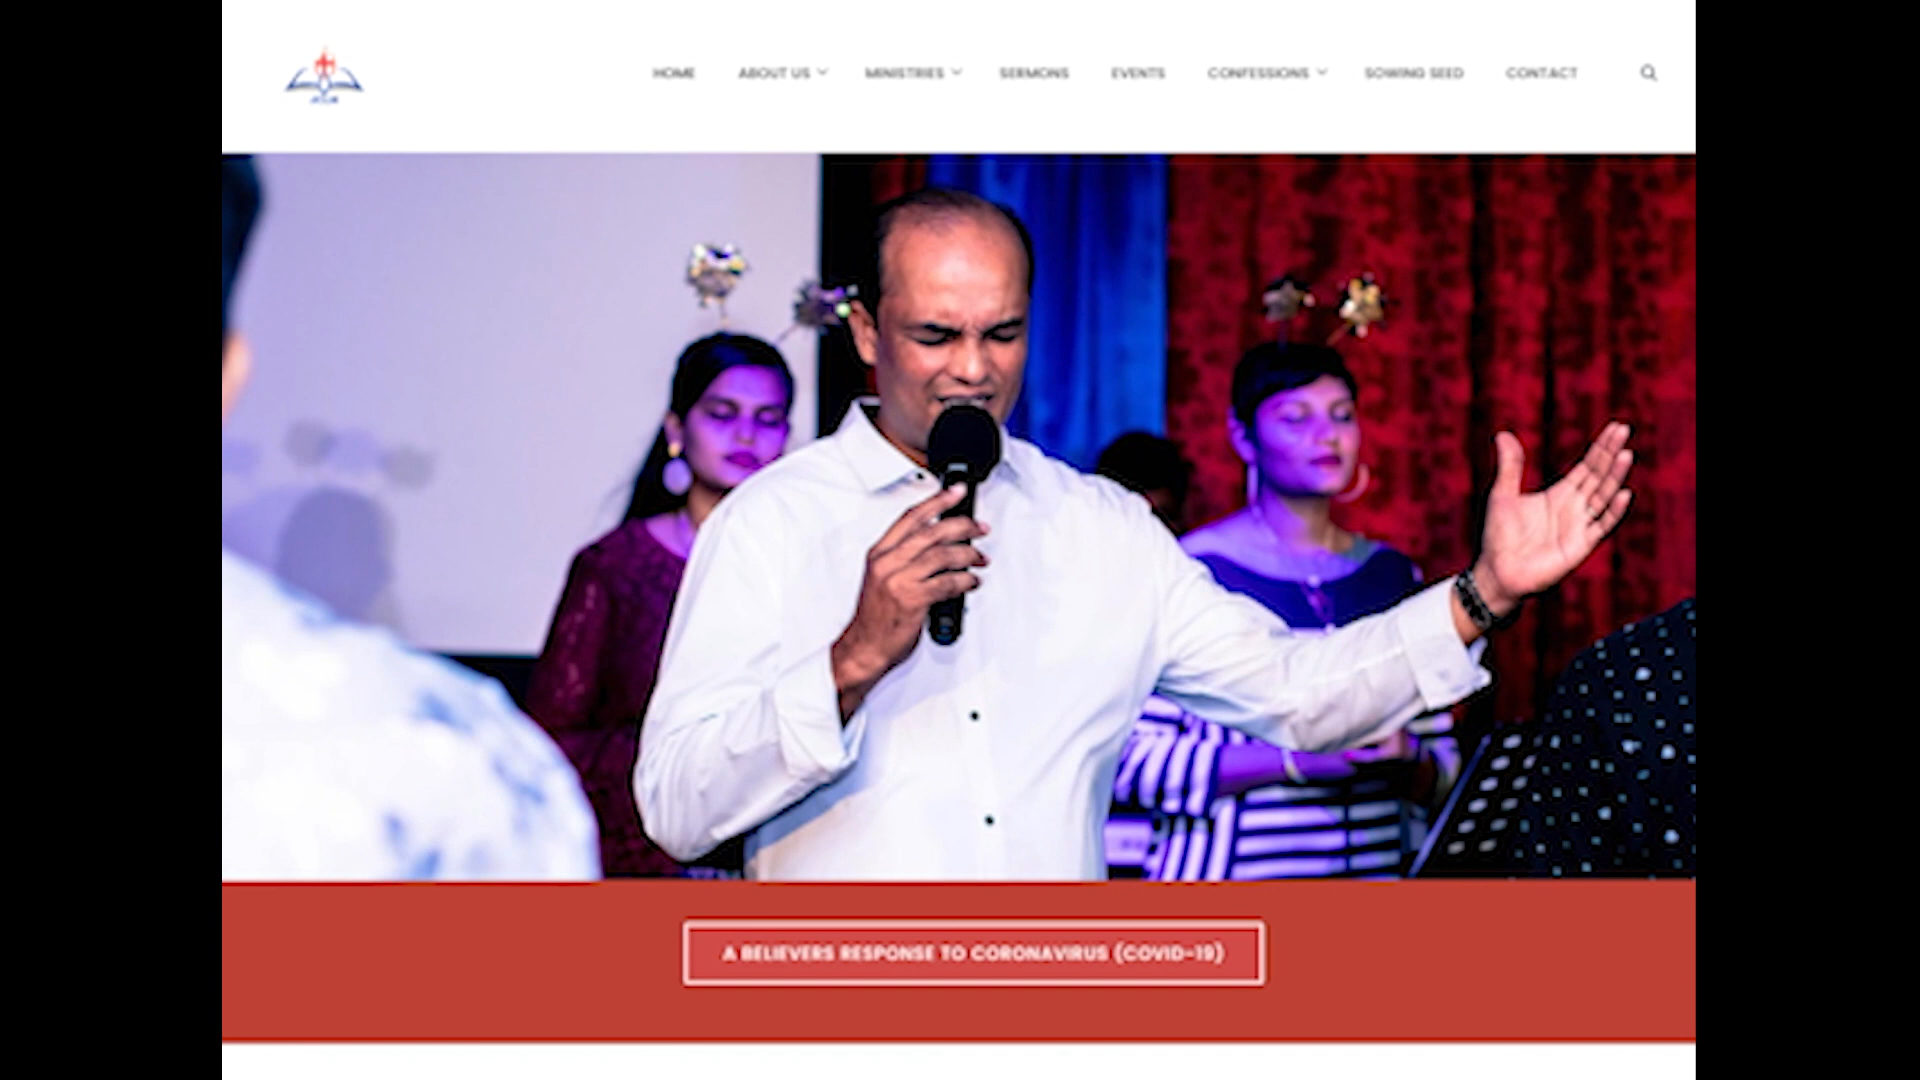 HOME ABOUT US MINISTRIES SERMONS EVENTS CONFESSIONS SOWING SEED CONTACT
A BELIEVERS RESPONSE TO CORONAVIRUS (COVID-19)